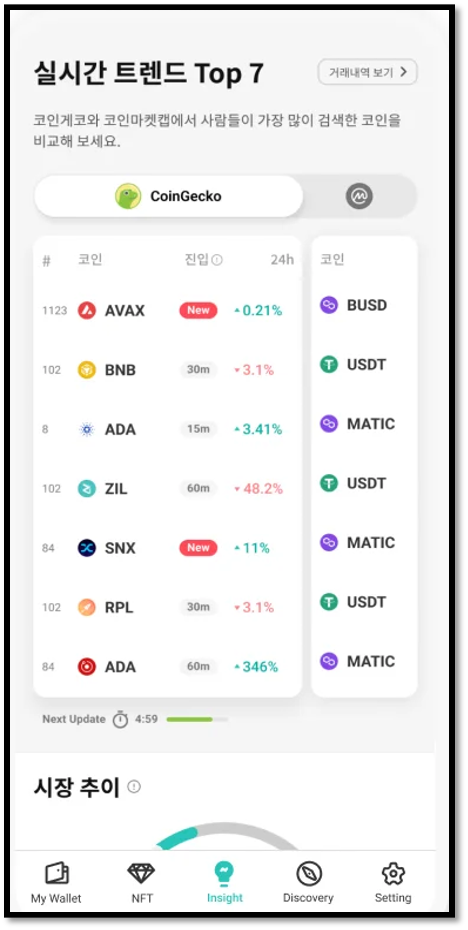 실시간 트렌드 Top 7
거래내역 보기
코인게코와 코인마켓캡에서 사람들이 가장 많이 검색한 코인을
비교해 보세요.
CoinGecko
# 코인 진입 24h 코인
1123 AVAX New 0.21% BUSD
102 BNB 30m 3.1% USDT
8 ADA 15m 3.41% MATIC
102 ZIL 60m 48.2% USDT
84 SNX New 11% MATIC
102 RPL 30m 3.1% USDT
84 ADA 60m 346% MATIC
Next Update 4:59
시장 추이
My Wallet NFT Insight Discovery Setting